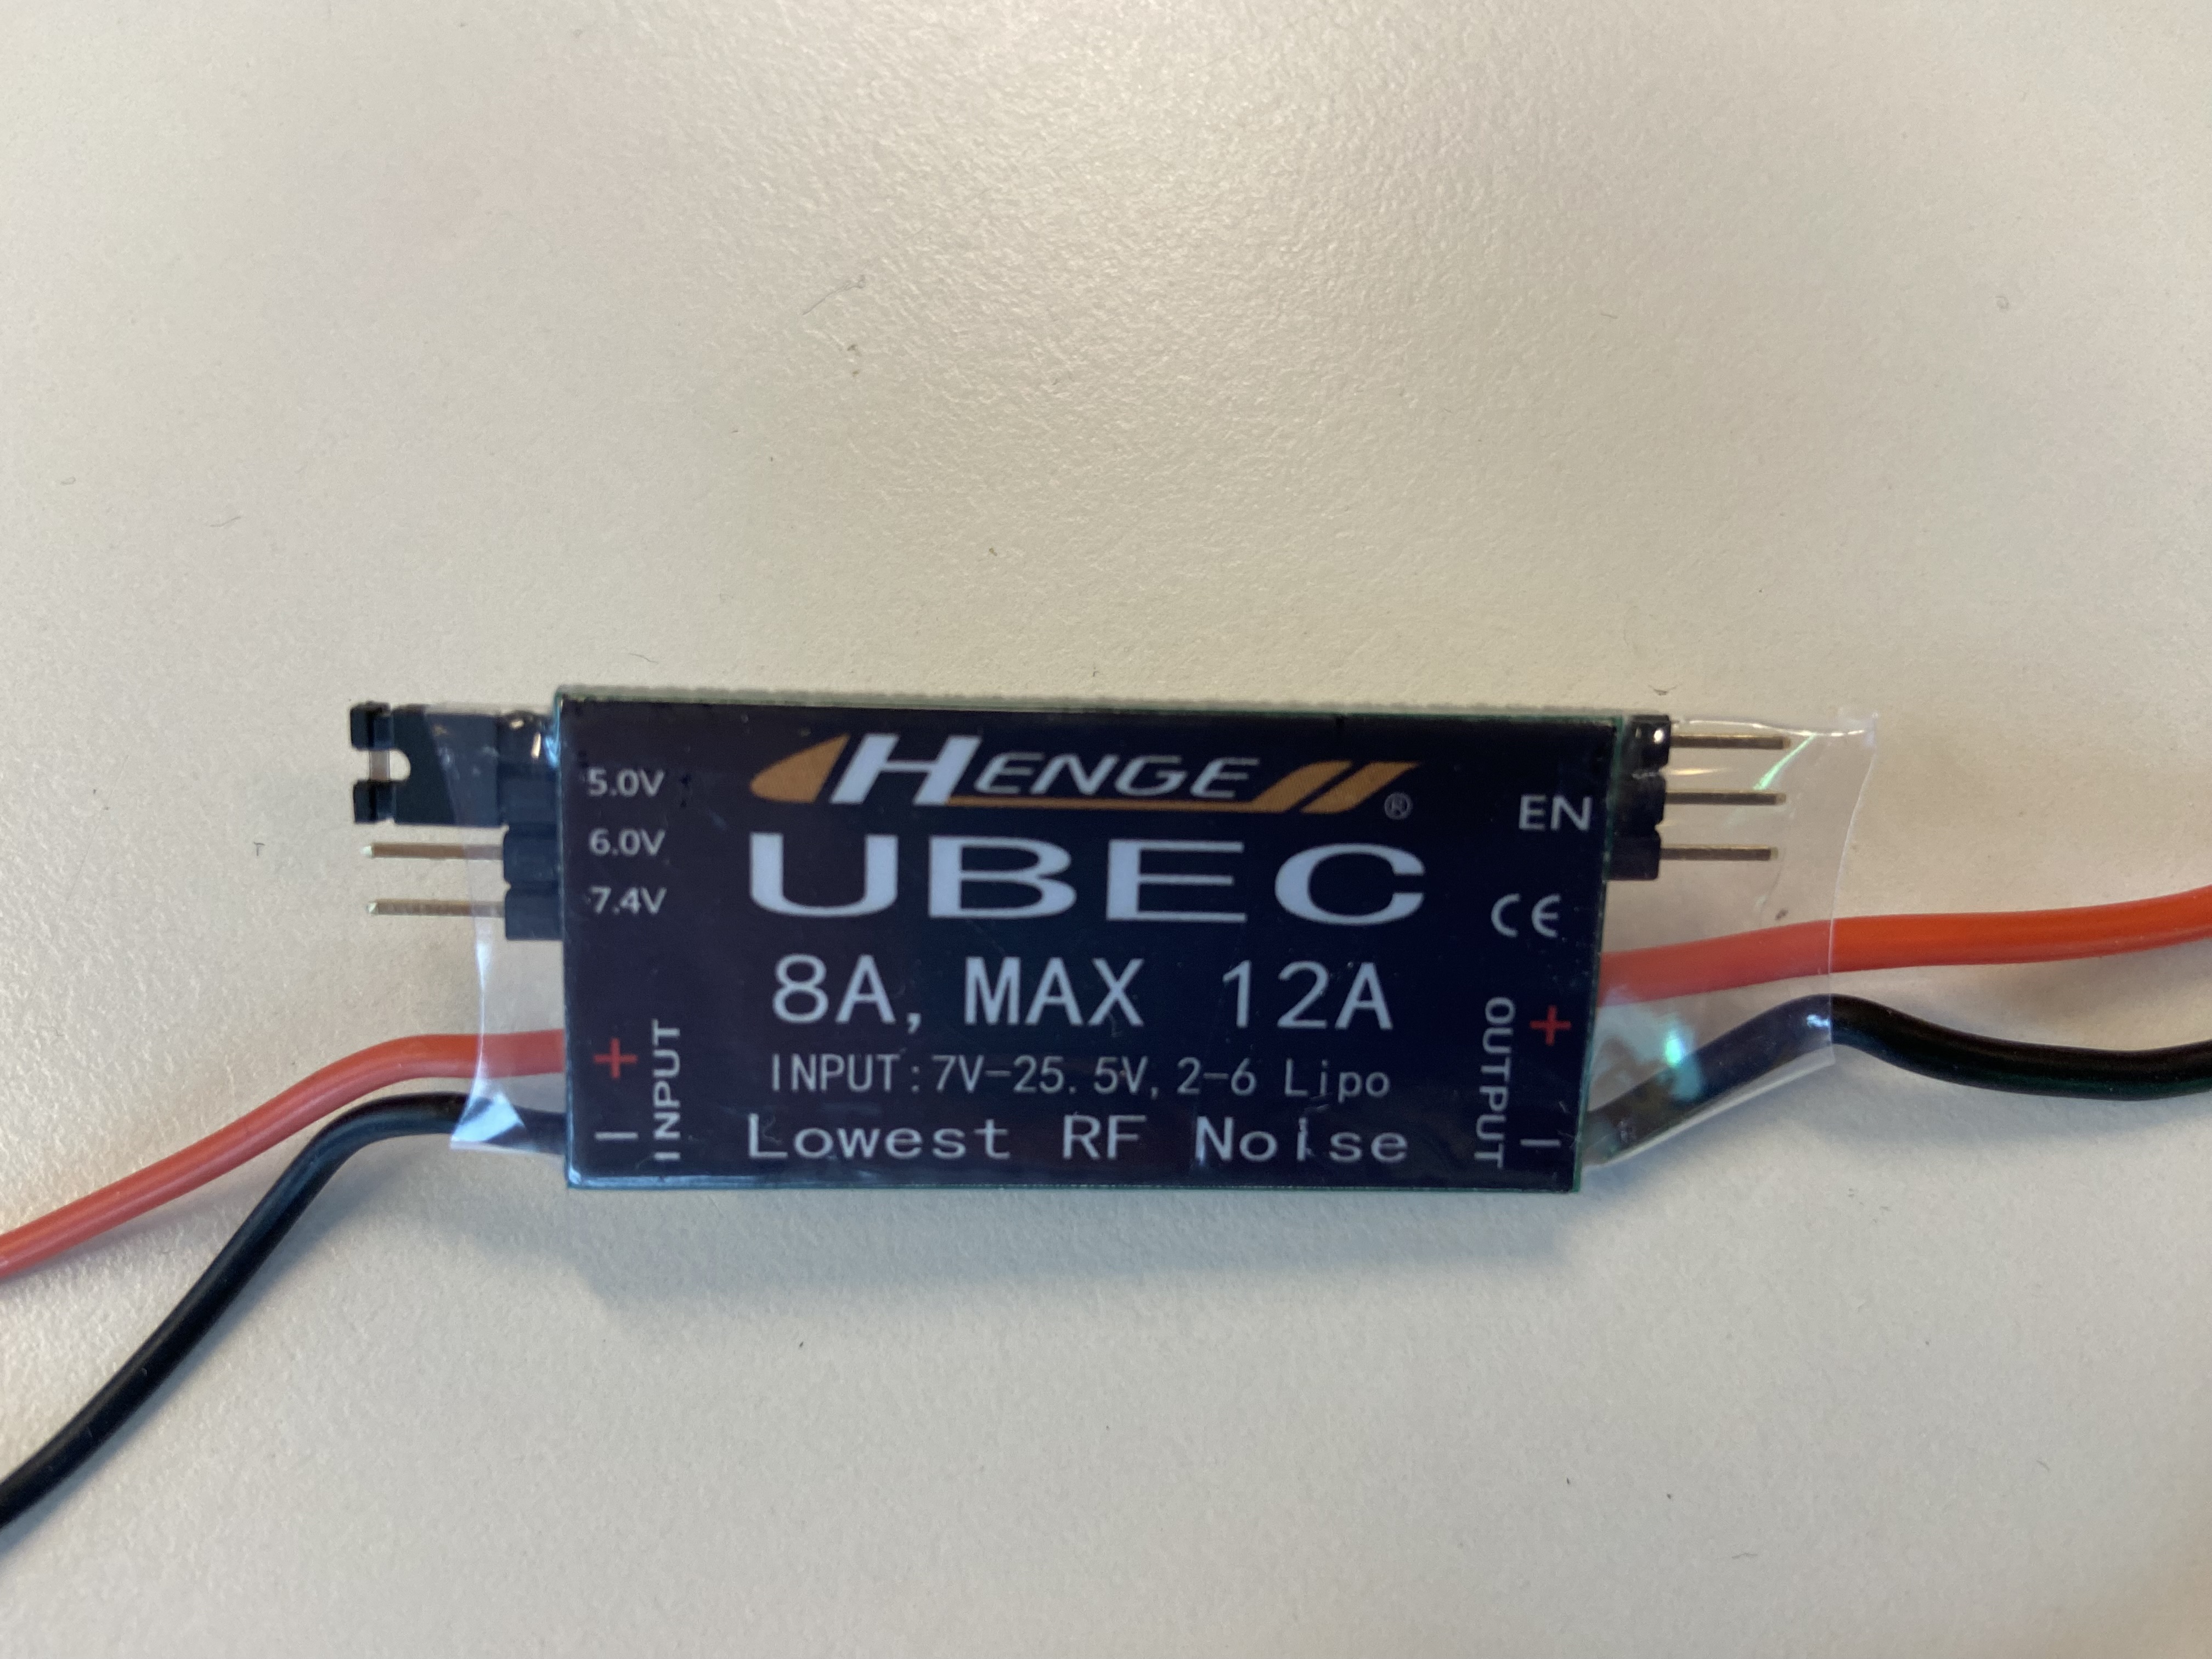 HENGE ®
UBEC
8A, MAX 12A
INPUT:7V-25.5V, 2-6 Lipo
Lowest RF Noise
5.0V
6.0V
7.4V
+
INPUT
-
EN
CE
+
OUTPUT
-